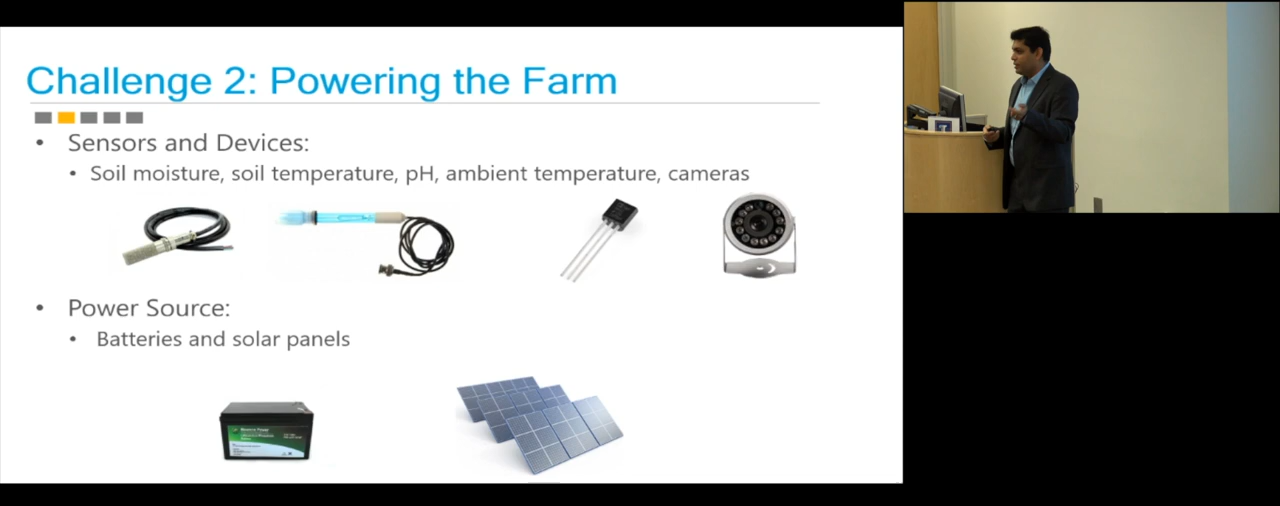 Challenge 2: Powering the Farm
• Sensors and Devices:
• Soil moisture, soil temperature, pH, ambient temperature, cameras
• Power Source:
• Batteries and solar panels